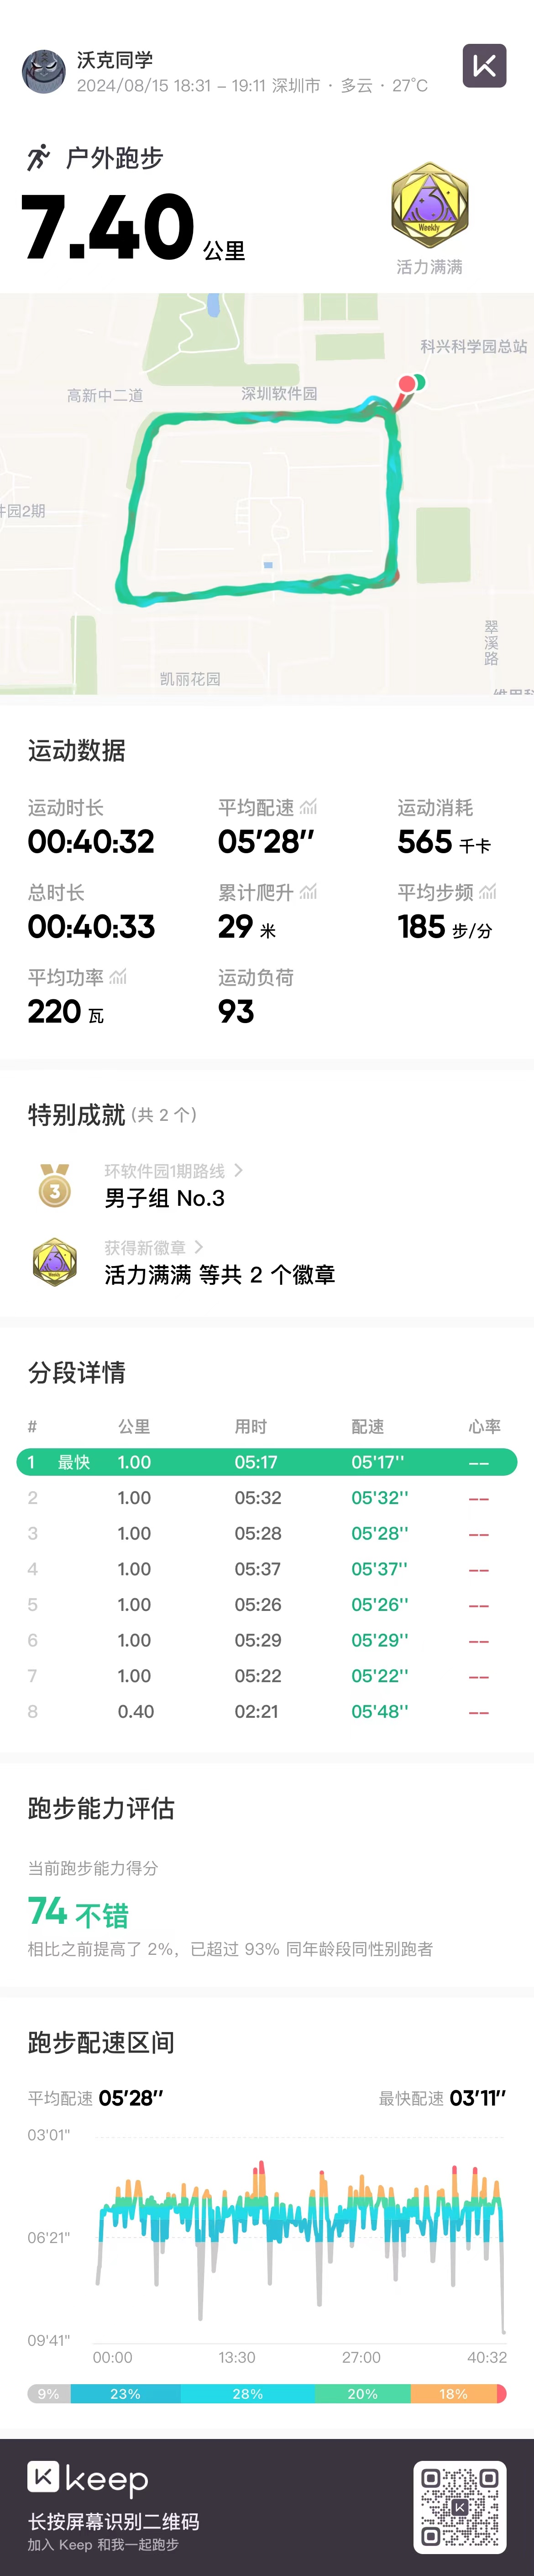 沃克同学
2024/08/15 18:31 - 19:11 深圳市 · 多云 · 27°C
户外跑步
7.40 公里
3
Weekly
活力满满
科兴科学园总站
高新中二道
深圳软件园
件园2期
翠溪路
凯丽花园
运动数据
运动时长 平均配速 运动消耗
00:40:32 05'28'' 565 千卡
总时长 累计爬升 平均步频
00:40:33 29 米 185 步/分
平均功率 运动负荷
220 瓦 93
特别成就 (共 2 个)
3
环软件园1期路线
男子组 No.3
获得新徽章
活力满满 等共 2 个徽章
分段详情
# 公里 用时 配速 心率
1 最快 1.00 05:17 05'17'' --
2 1.00 05:32 05'32'' --
3 1.00 05:28 05'28'' --
4 1.00 05:37 05'37'' --
5 1.00 05:26 05'26'' --
6 1.00 05:29 05'29'' --
7 1.00 05:22 05'22'' --
8 0.40 02:21 05'48'' --
跑步能力评估
当前跑步能力得分
74 不错
相比之前提高了 2%，已超过 93% 同年龄段同性别跑者
跑步配速区间
平均配速 05'28'' 最快配速 03'11''
03'01"
06'21"
09'41"
00:00 13:30 27:00 40:32
9% 23% 28% 20% 18%
keep
长按屏幕识别二维码
加入 Keep 和我一起跑步